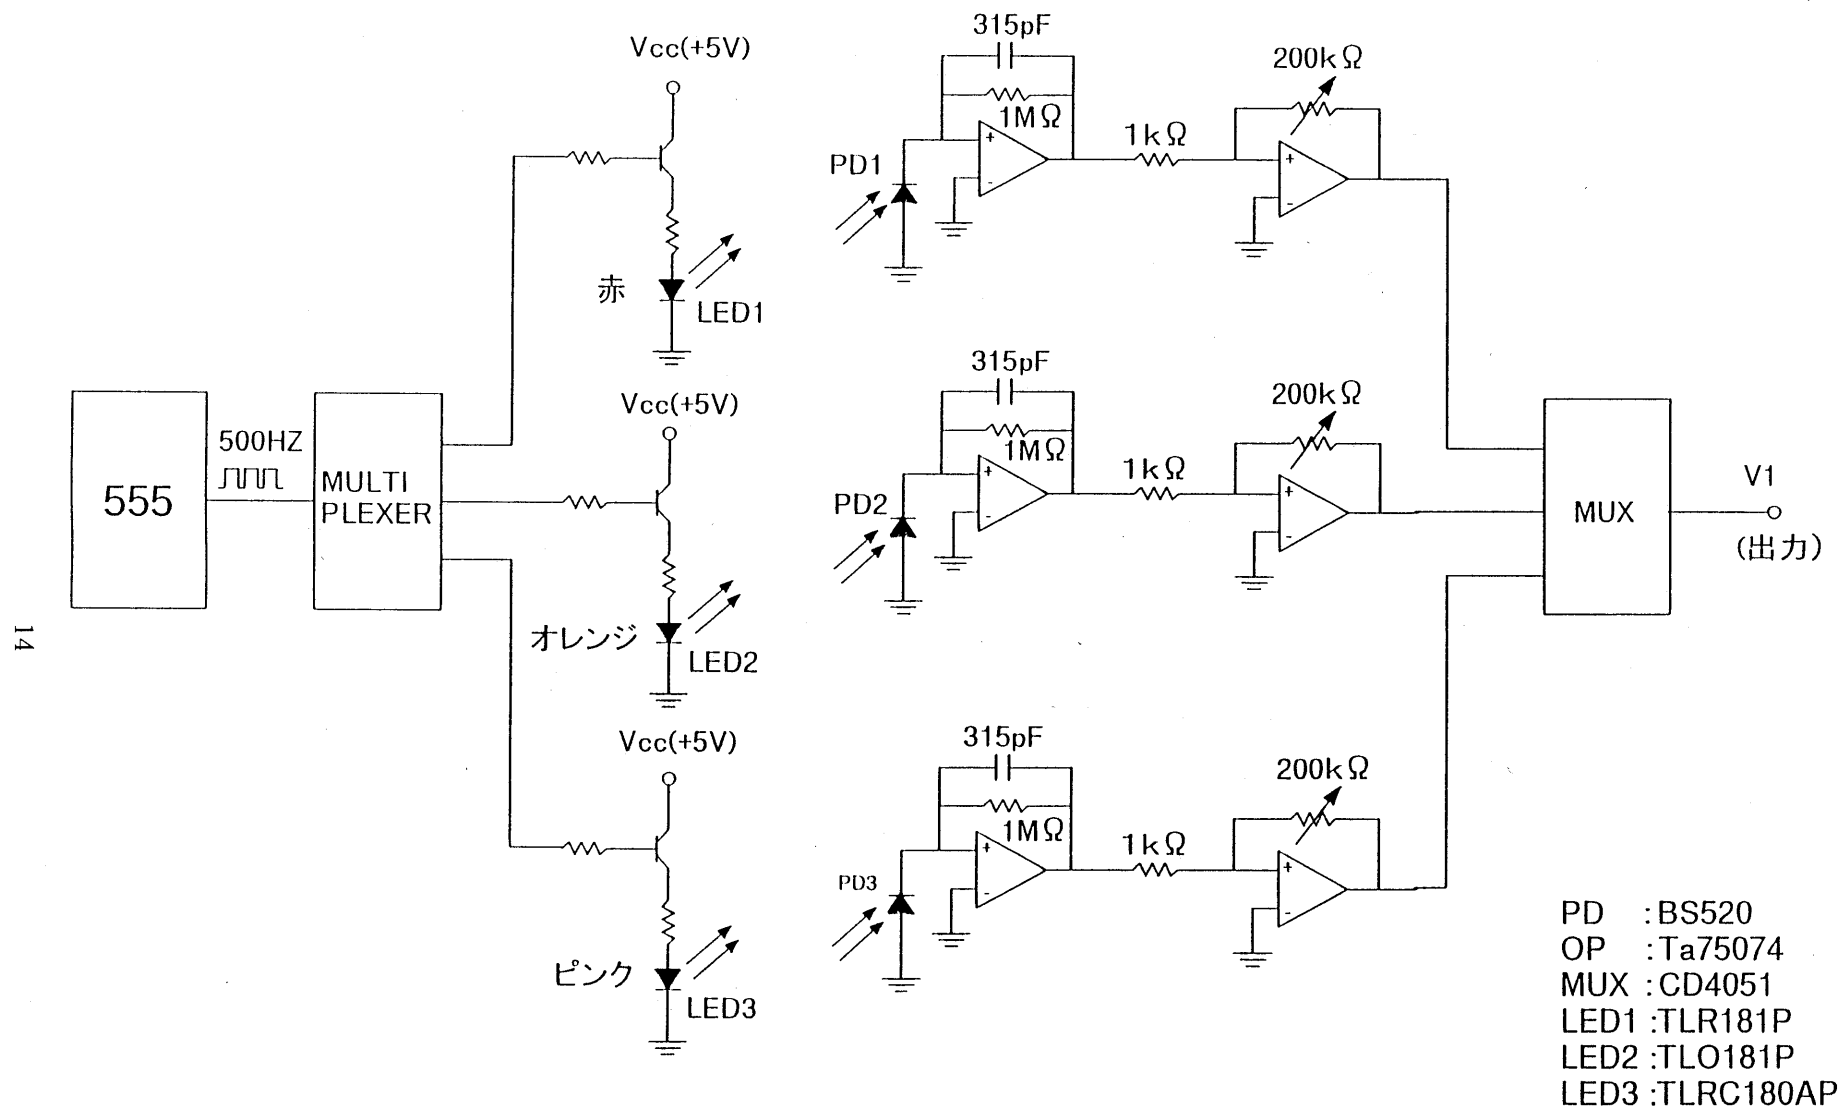 315pF
Vcc(+5V)
200kΩ
1MΩ
1kΩ
+
-
+
-
PD1
赤
LED1
315pF
Vcc(+5V)
200kΩ
500HZ
1MΩ
1kΩ
555
MULTI
PLEXER
+
-
+
-
PD2
V1
MUX
(出力)
オレンジ
LED2
14
315pF
Vcc(+5V)
200kΩ
1MΩ
1kΩ
+
-
+
-
PD3
ピンク
LED3
PD :BS520
OP :Ta75074
MUX :CD4051
LED1 :TLR181P
LED2 :TLO181P
LED3 :TLRC180AP